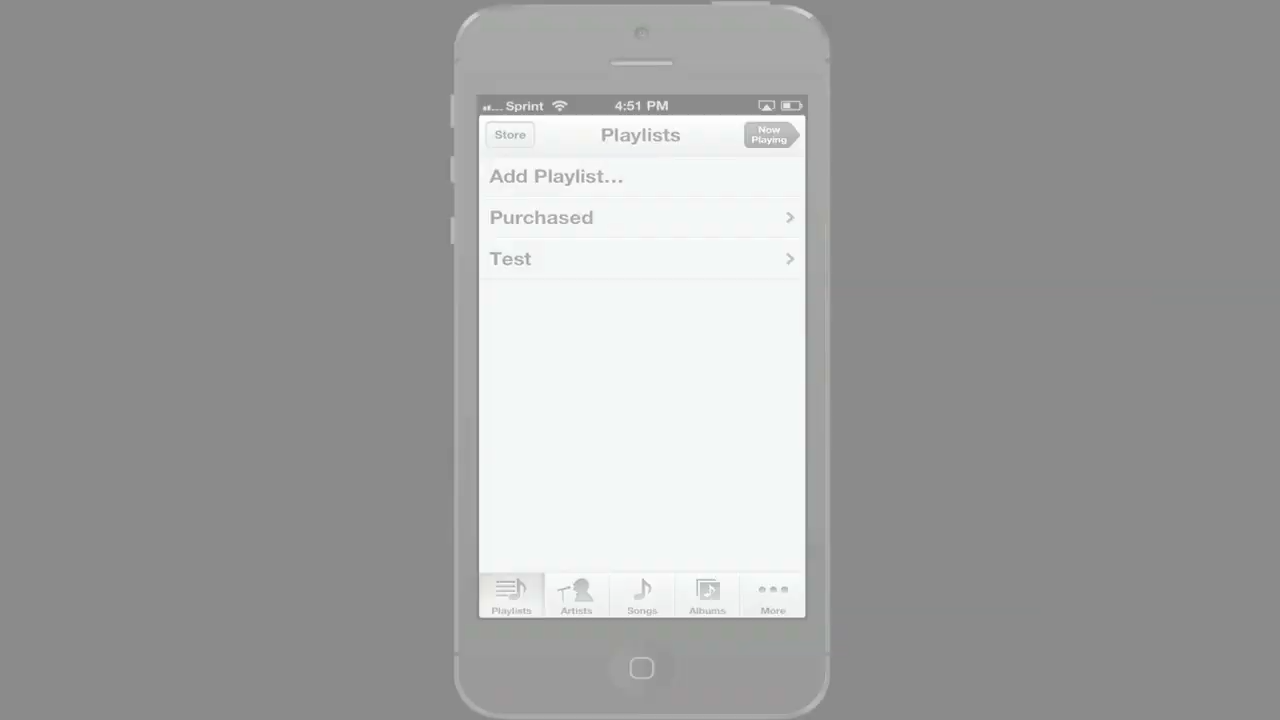 Sprint 4:51 PM
Store Playlists Now Playing
Add Playlist...
Purchased
Test
Playlists Artists Songs Albums More